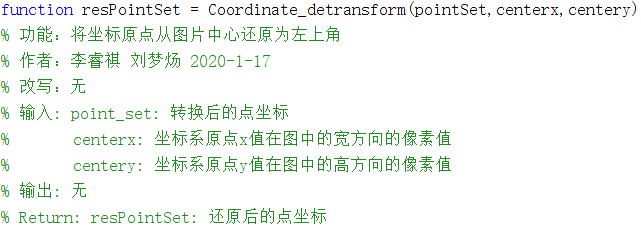 function resPointSet = Coordinate_detransform(pointSet,centerx,centery)
% 功能：将坐标原点从图片中心还原为左上角
% 作者：李睿祺 刘梦炀 2020-1-17
% 改写：无
% 输入: point_set: 转换后的点坐标
%       centerx: 坐标系原点x值在图中的宽方向的像素值
%       centery: 坐标系原点y值在图中的高方向的像素值
% 输出: 无
% Return: resPointSet: 还原后的点坐标